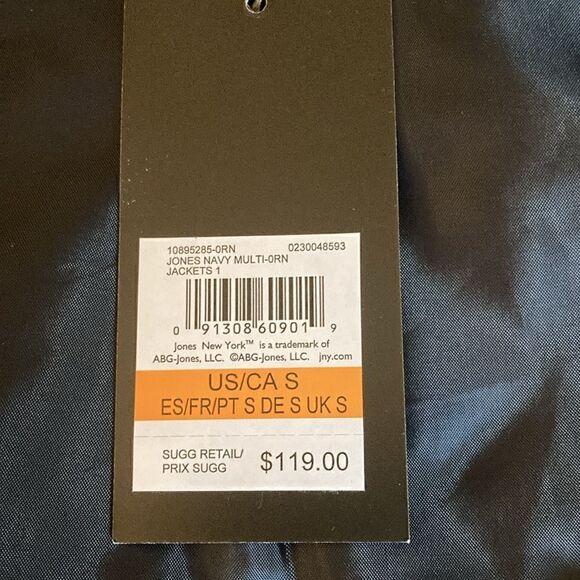 10895285-0RN 0230048593
JONES NAVY MULTI-0RN
JACKETS 1
0 91308 60901 9
Jones New York™ is a trademark of
ABG-Jones, LLC. ©ABG-Jones, LLC. jny.com
US/CA S
ES/FR/PT S DE S UK S
SUGG RETAIL/
PRIX SUGG $119.00